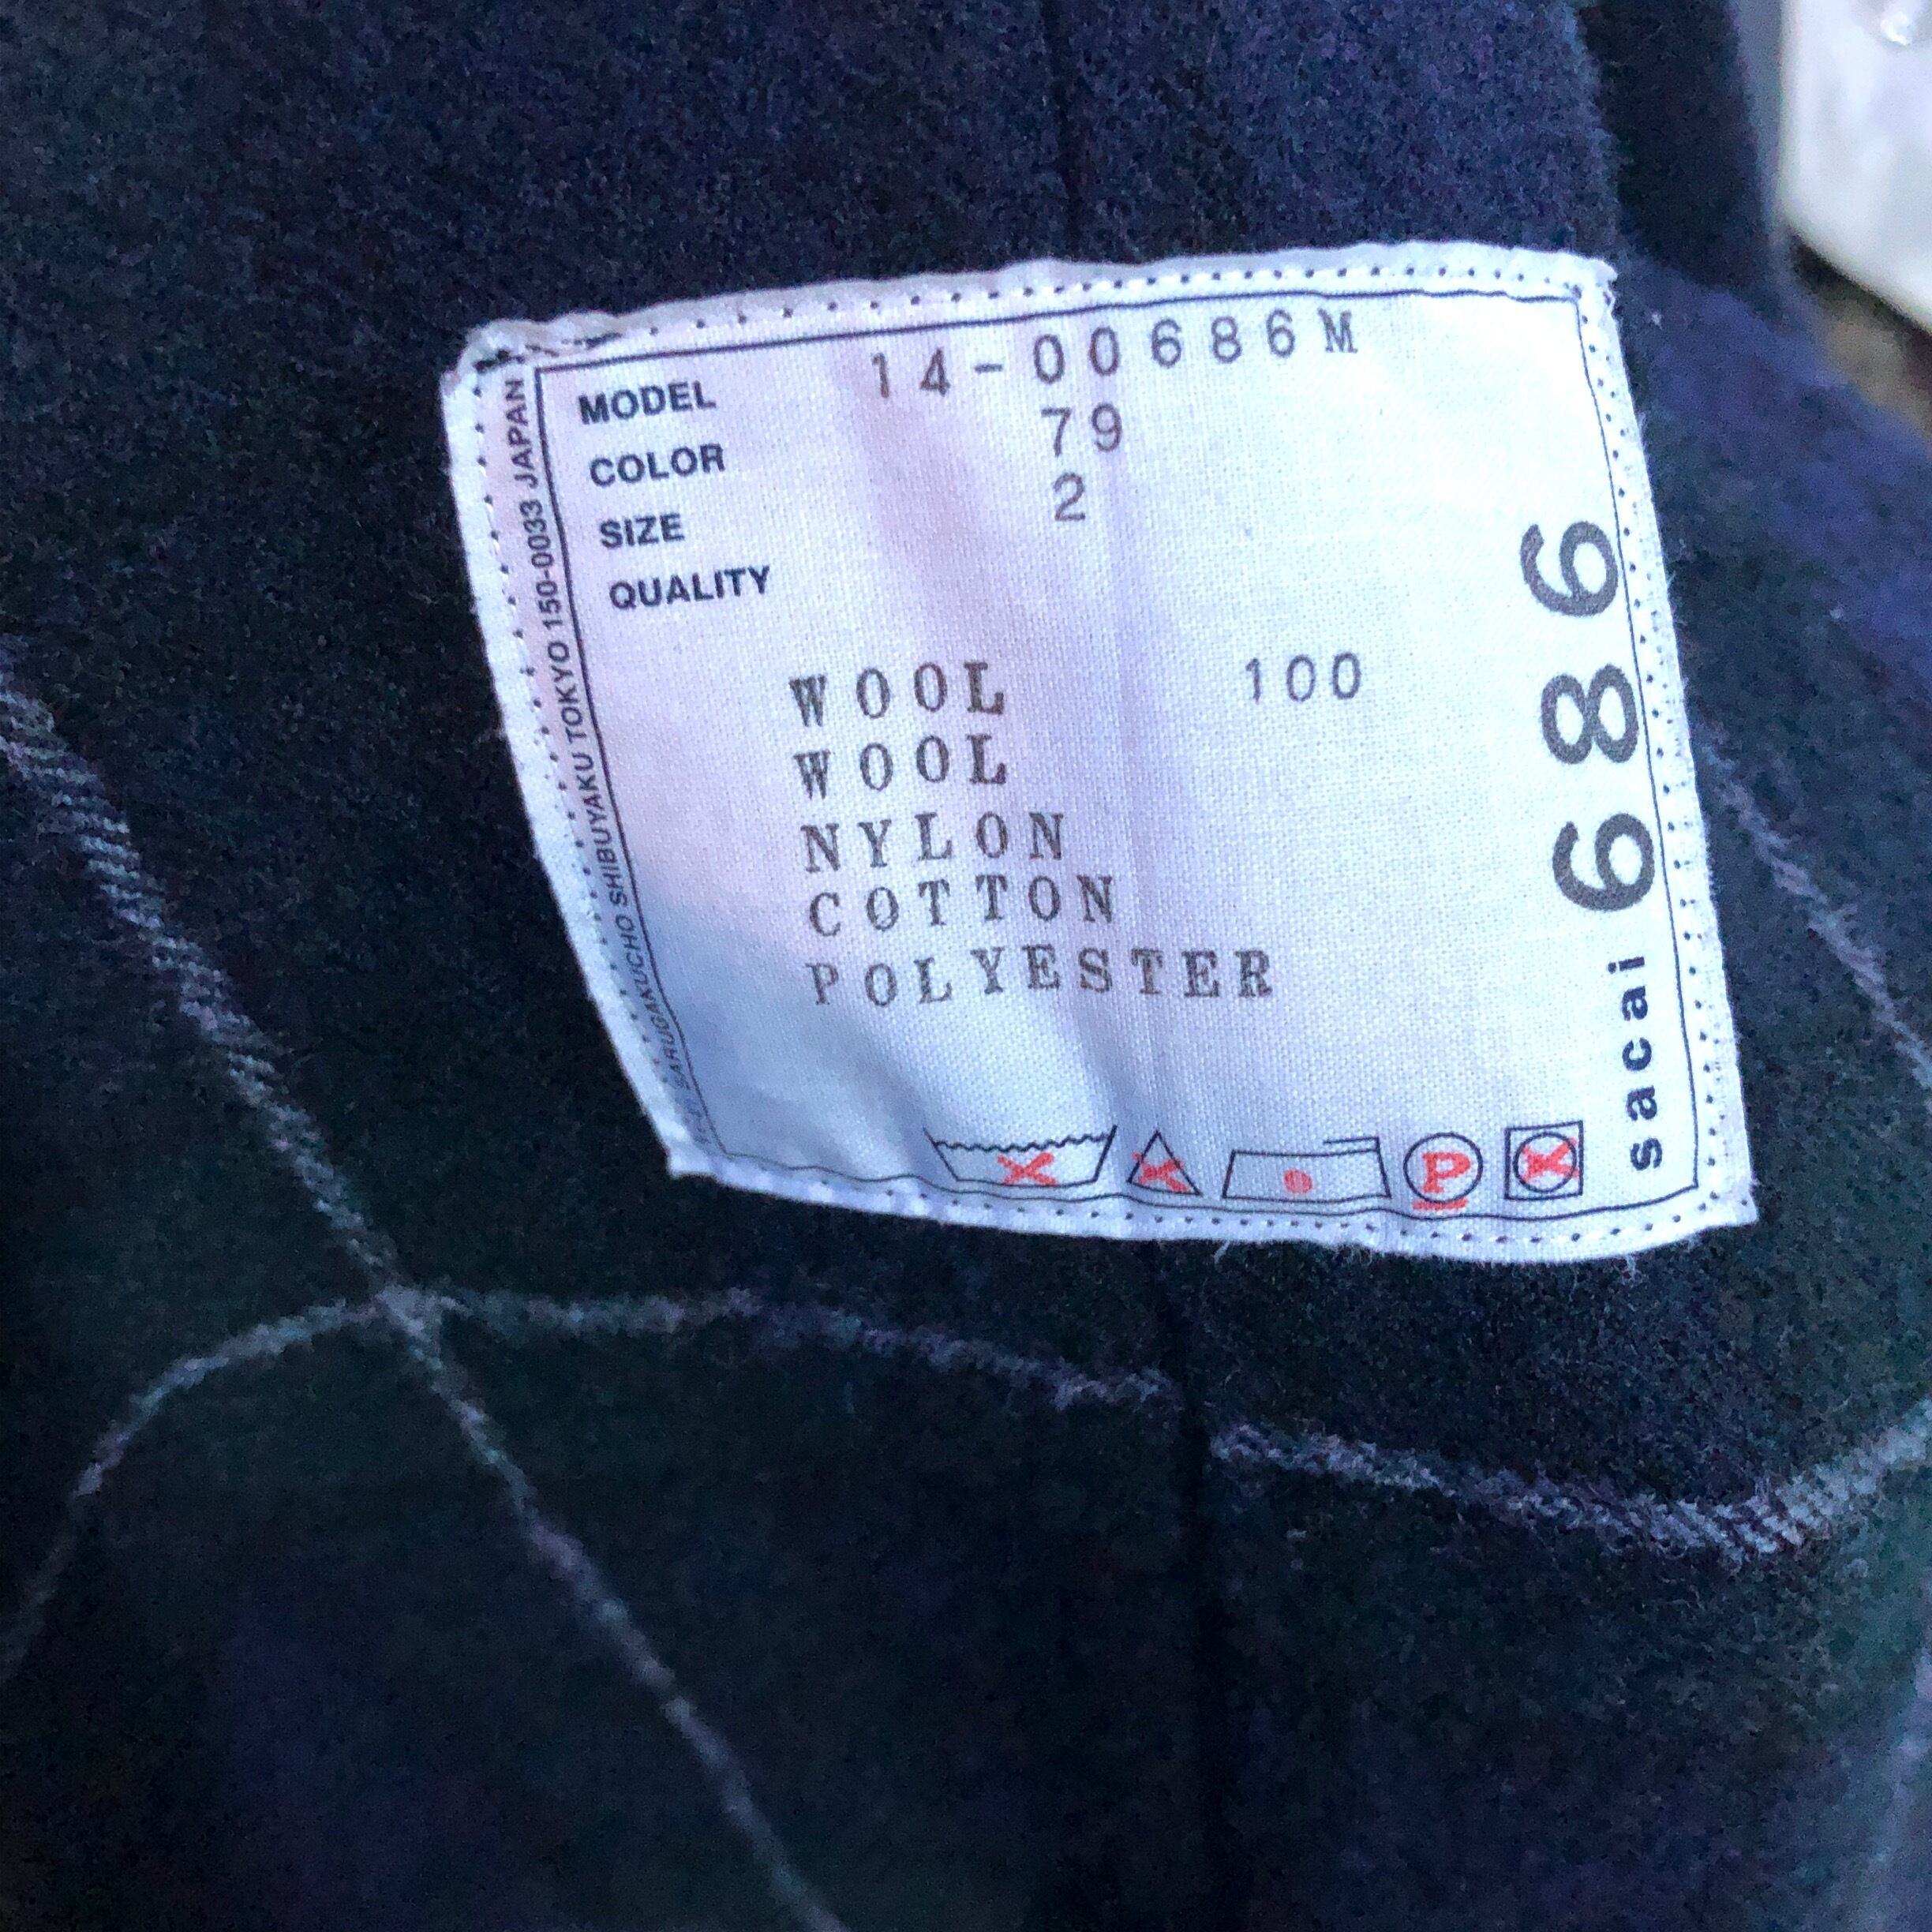 MODEL 14-00686M
COLOR 79
SIZE 2
QUALITY
WOOL 100
WOOL
NYLON
COTTON
POLYESTER
P
sacai 686
SARUGAKUCHO SHIBUYAKU TOKYO 150-0033 JAPAN